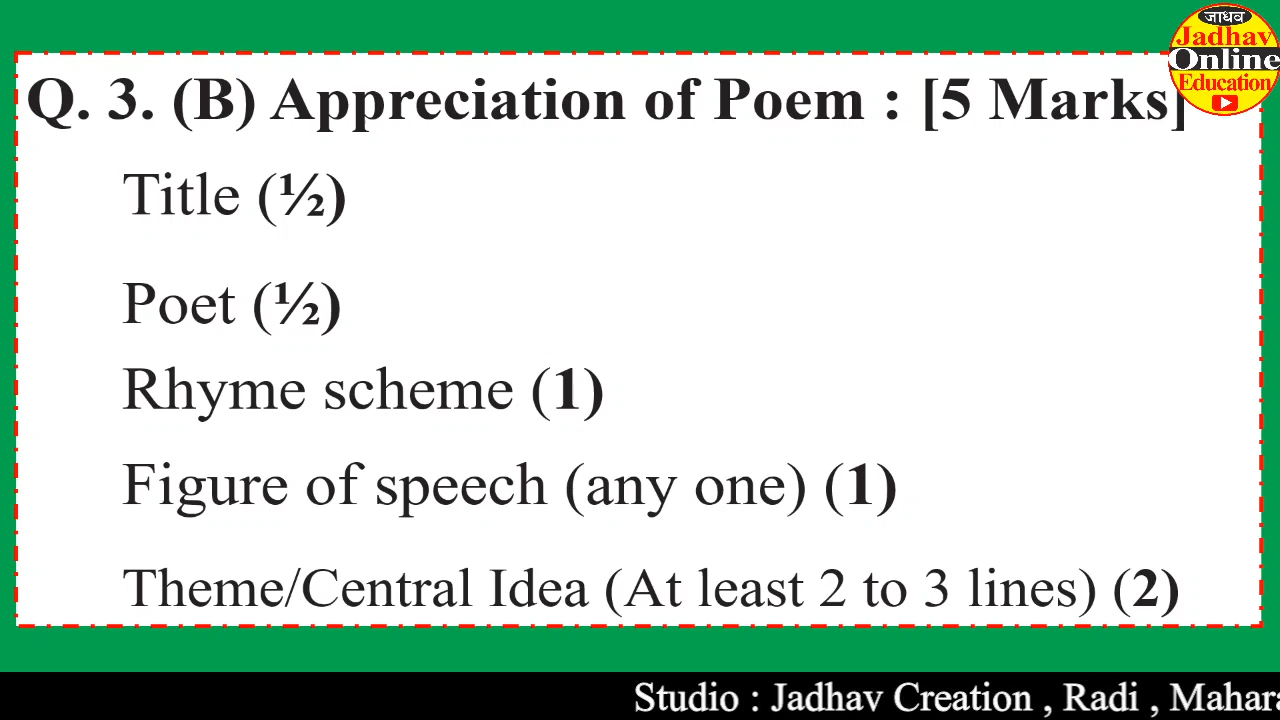 जाधव
Jadhav
Online
Education
Q. 3. (B) Appreciation of Poem : [5 Marks]
Title (½)
Poet (½)
Rhyme scheme (1)
Figure of speech (any one) (1)
Theme/Central Idea (At least 2 to 3 lines) (2)
Studio : Jadhav Creation , Radi , Mahar